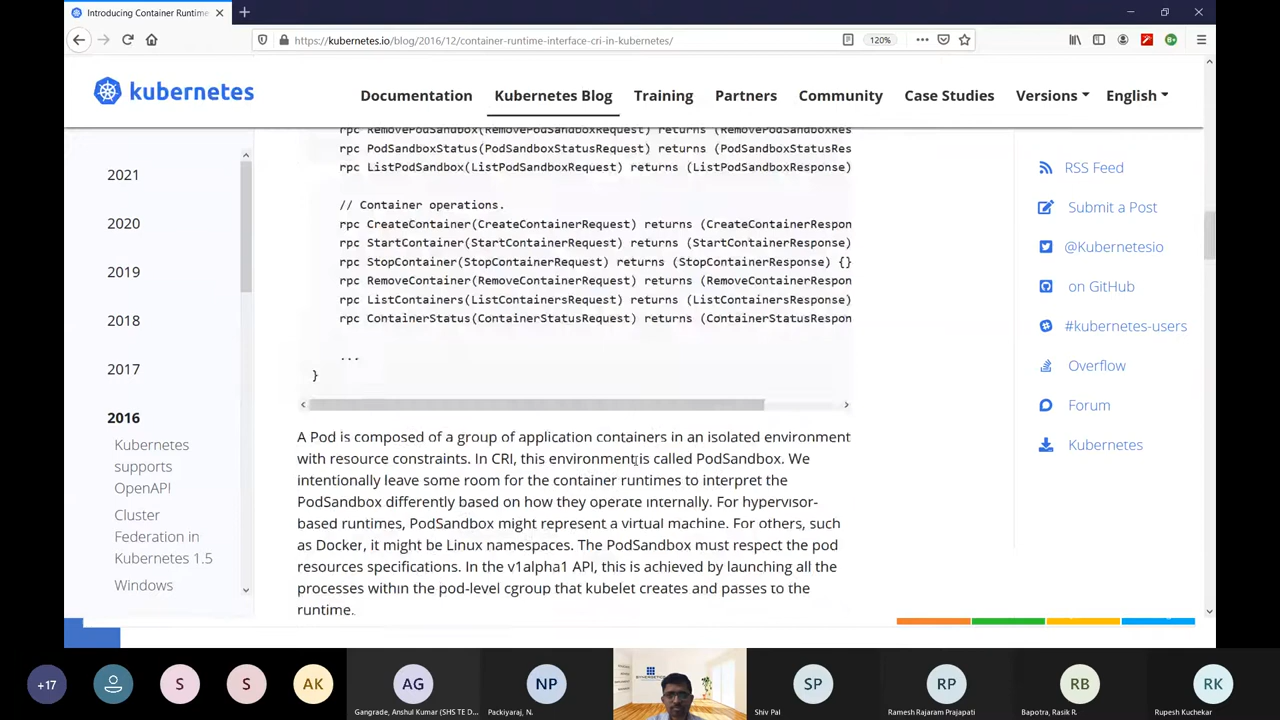 Introducing Container Runtime
https://kubernetes.io/blog/2016/12/container-runtime-interface-cri-in-kubernetes/
120%
kubernetes
Documentation
Kubernetes Blog
Training
Partners
Community
Case Studies
Versions
English
2021
2020
2019
2018
2017
2016
Kubernetes
supports
OpenAPI
Cluster
Federation in
Kubernetes 1.5
Windows
rpc RemovePodSandbox(RemovePodSandboxRequest) returns (RemovePodSandboxRes
rpc PodSandboxStatus(PodSandboxStatusRequest) returns (PodSandboxStatusRes
rpc ListPodSandbox(ListPodSandboxRequest) returns (ListPodSandboxResponse)
// Container operations.
rpc CreateContainer(CreateContainerRequest) returns (CreateContainerRespon
rpc StartContainer(StartContainerRequest) returns (StartContainerResponse)
rpc StopContainer(StopContainerRequest) returns (StopContainerResponse) {}
rpc RemoveContainer(RemoveContainerRequest) returns (RemoveContainerRespon
rpc ListContainers(ListContainersRequest) returns (ListContainersResponse)
rpc ContainerStatus(ContainerStatusRequest) returns (ContainerStatusRespon
...
}
A Pod is composed of a group of application containers in an isolated environment
with resource constraints. In CRI, this environment is called PodSandbox. We
intentionally leave some room for the container runtimes to interpret the
PodSandbox differently based on how they operate internally. For hypervisor-
based runtimes, PodSandbox might represent a virtual machine. For others, such
as Docker, it might be Linux namespaces. The PodSandbox must respect the pod
resources specifications. In the v1alpha1 API, this is achieved by launching all the
processes within the pod-level cgroup that kubelet creates and passes to the
runtime.
RSS Feed
Submit a Post
@Kubernetesio
on GitHub
#kubernetes-users
Overflow
Forum
Kubernetes
+17
S
S
AK
AG
Gangrade, Anshul Kumar (SHS TE D...
NP
Packiyaraj, N.
SP
Shiv Pal
RP
Ramesh Rajaram Prajapati
RB
Bapotra, Rasik R.
RK
Rupesh Kuchekar